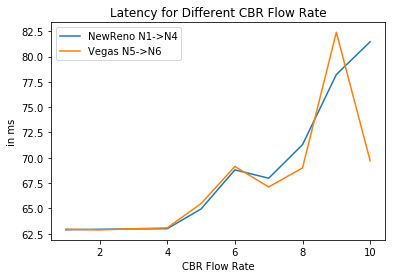 Latency for Different CBR Flow Rate
NewReno N1->N4
Vegas N5->N6
in ms
82.5
80.0
77.5
75.0
72.5
70.0
67.5
65.0
62.5
2 4 6 8 10
CBR Flow Rate